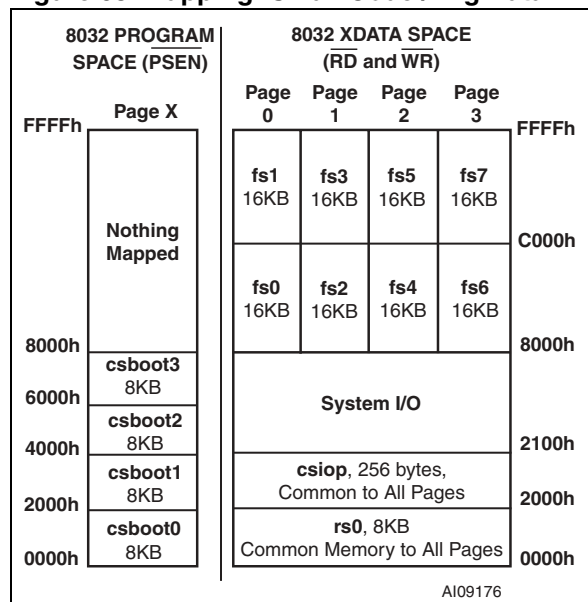 8032 PROGRAM
SPACE (PSEN)
Page X
FFFFh
Nothing
Mapped
8000h
csboot3
8KB
6000h
csboot2
8KB
4000h
csboot1
8KB
2000h
csboot0
8KB
0000h
8032 XDATA SPACE
(RD and WR)
Page Page Page Page
0 1 2 3
FFFFh
fs1 fs3 fs5 fs7
16KB 16KB 16KB 16KB
C000h
fs0 fs2 fs4 fs6
16KB 16KB 16KB 16KB
8000h
System I/O
2100h
csiop, 256 bytes,
Common to All Pages
2000h
rs0, 8KB
Common Memory to All Pages
0000h
AI09176